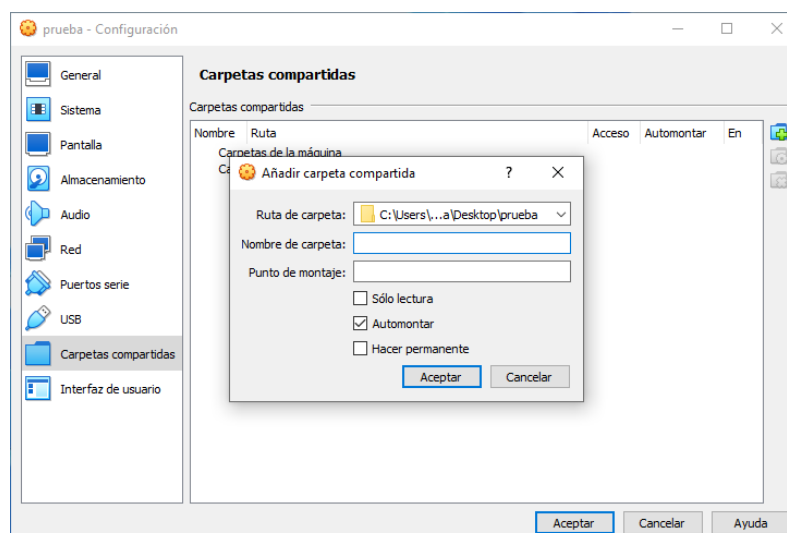 prueba - Configuración
General
Sistema
Pantalla
Almacenamiento
Audio
Red
Puertos serie
USB
Carpetas compartidas
Interfaz de usuario
Carpetas compartidas
Carpetas compartidas
Nombre Ruta Acceso Automontar En
Carpetas de la máquina
Ca
Añadir carpeta compartida ?
Ruta de carpeta: C:\Users\...a\Desktop\prueba
Nombre de carpeta:
Punto de montaje:
Sólo lectura
Automontar
Hacer permanente
Aceptar Cancelar
Aceptar Cancelar Ayuda